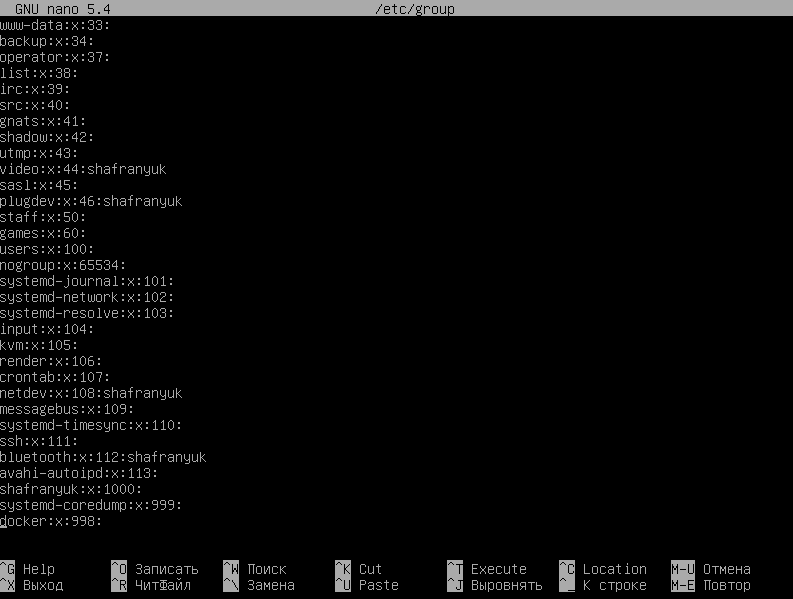 GNU nano 5.4 /etc/group
www-data:x:33:
backup:x:34:
operator:x:37:
list:x:38:
irc:x:39:
src:x:40:
gnats:x:41:
shadow:x:42:
utmp:x:43:
video:x:44:shafranyuk
sasl:x:45:
plugdev:x:46:shafranyuk
staff:x:50:
games:x:60:
users:x:100:
nogroup:x:65534:
systemd-journal:x:101:
systemd-network:x:102:
systemd-resolve:x:103:
input:x:104:
kvm:x:105:
render:x:106:
crontab:x:107:
netdev:x:108:shafranyuk
messagebus:x:109:
systemd-timesync:x:110:
ssh:x:111:
bluetooth:x:112:shafranyuk
avahi-autoipd:x:113:
shafranyuk:x:1000:
systemd-coredump:x:999:
docker:x:998:
^G Help ^O Записать ^W Поиск ^K Cut ^T Execute ^C Location M-U Отмена
^X Выход ^R ЧитФайл ^\ Замена ^U Paste ^J Выровнять ^_ К строке M-E Повтор